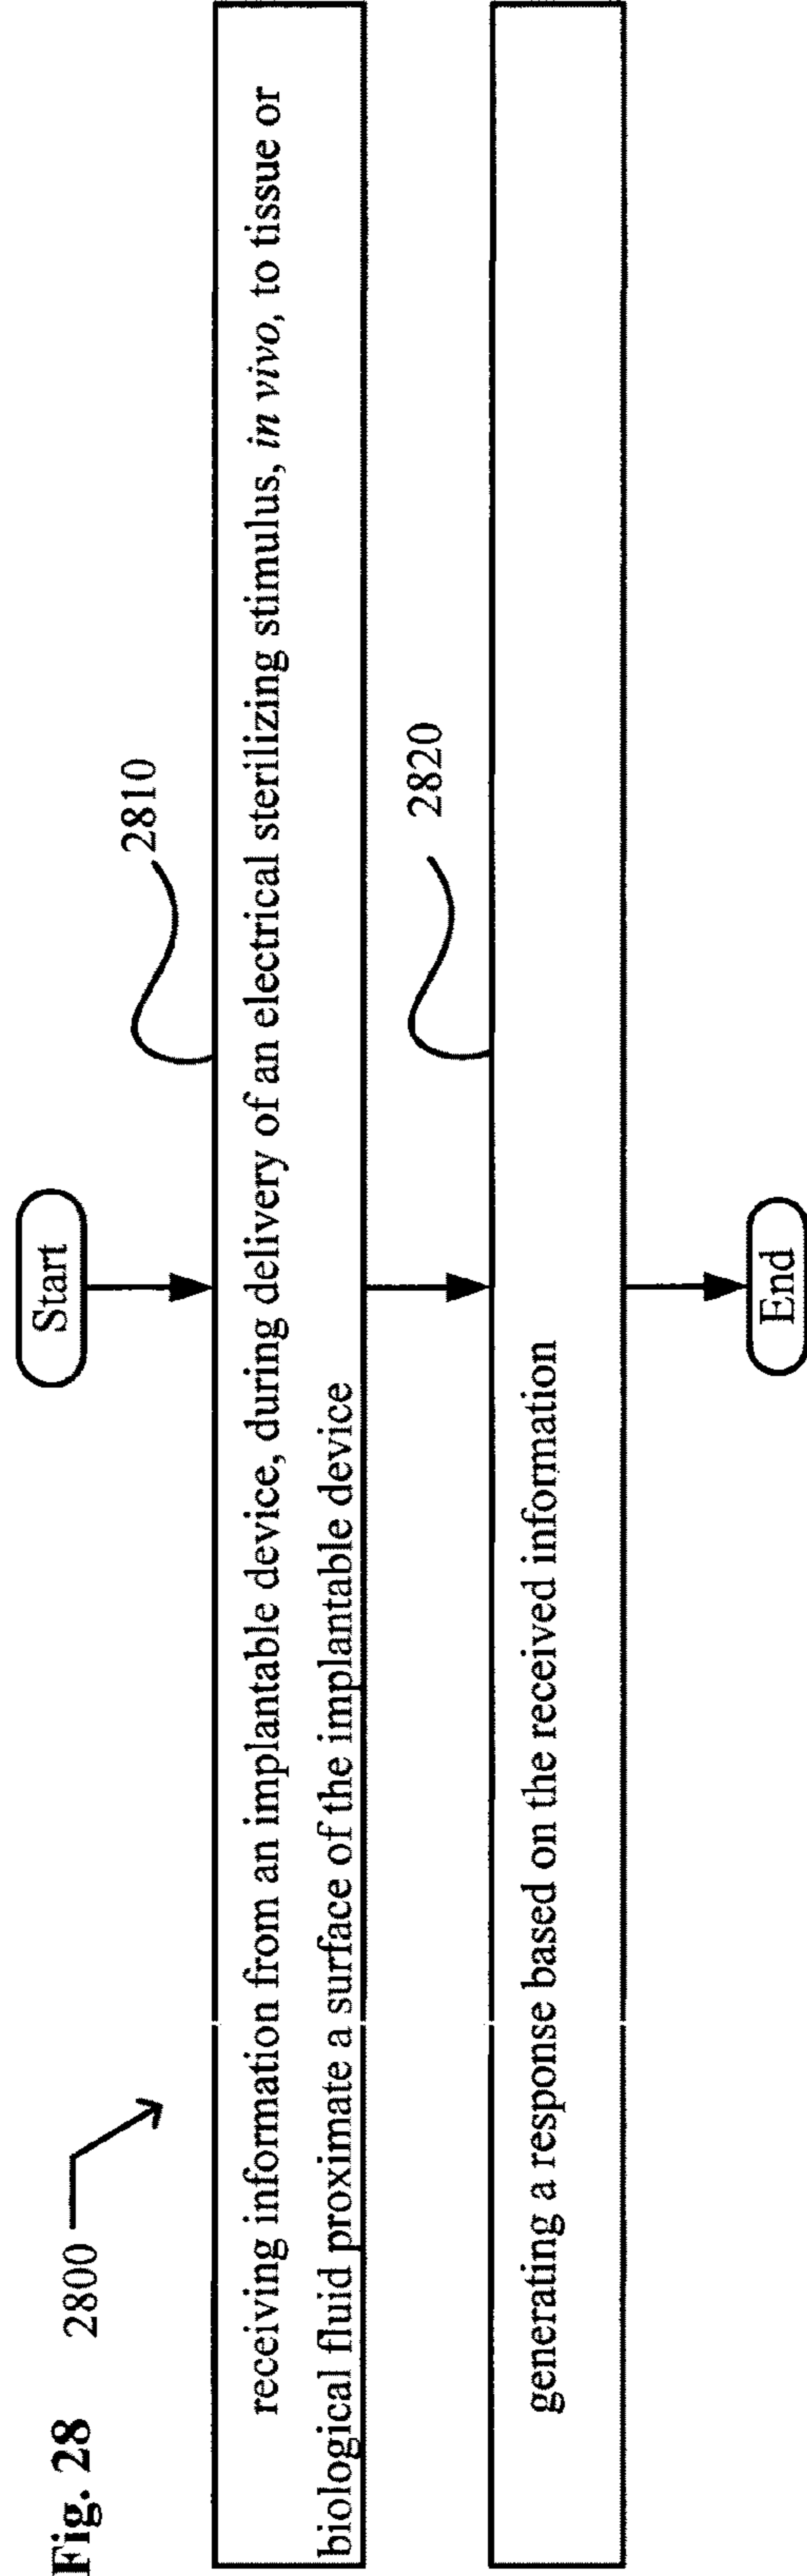 Fig. 28
2800
Start
2810
receiving information from an implantable device, during delivery of an electrical sterilizing stimulus, in vivo, to tissue or
biological fluid proximate a surface of the implantable device
2820
generating a response based on the received information
End